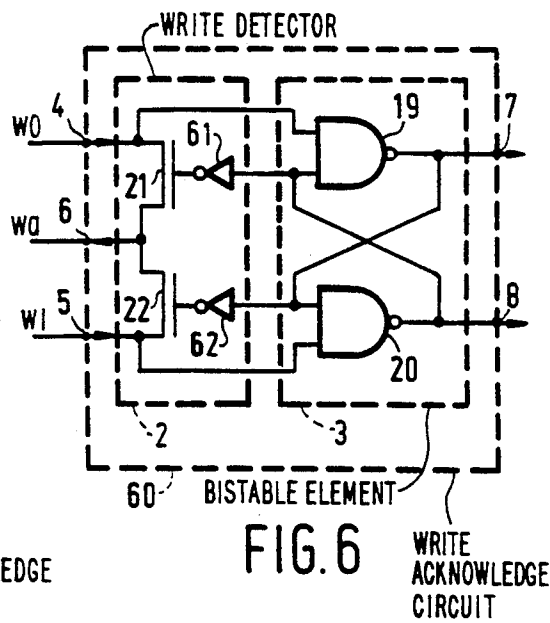 WRITE DETECTOR
W0
4
61
19
7
21
6
Wa
22
5
W1
62
20
8
2
3
60
BISTABLE ELEMENT
FIG.6
EDGE
WRITE
ACKNOWLEDGE
CIRCUIT